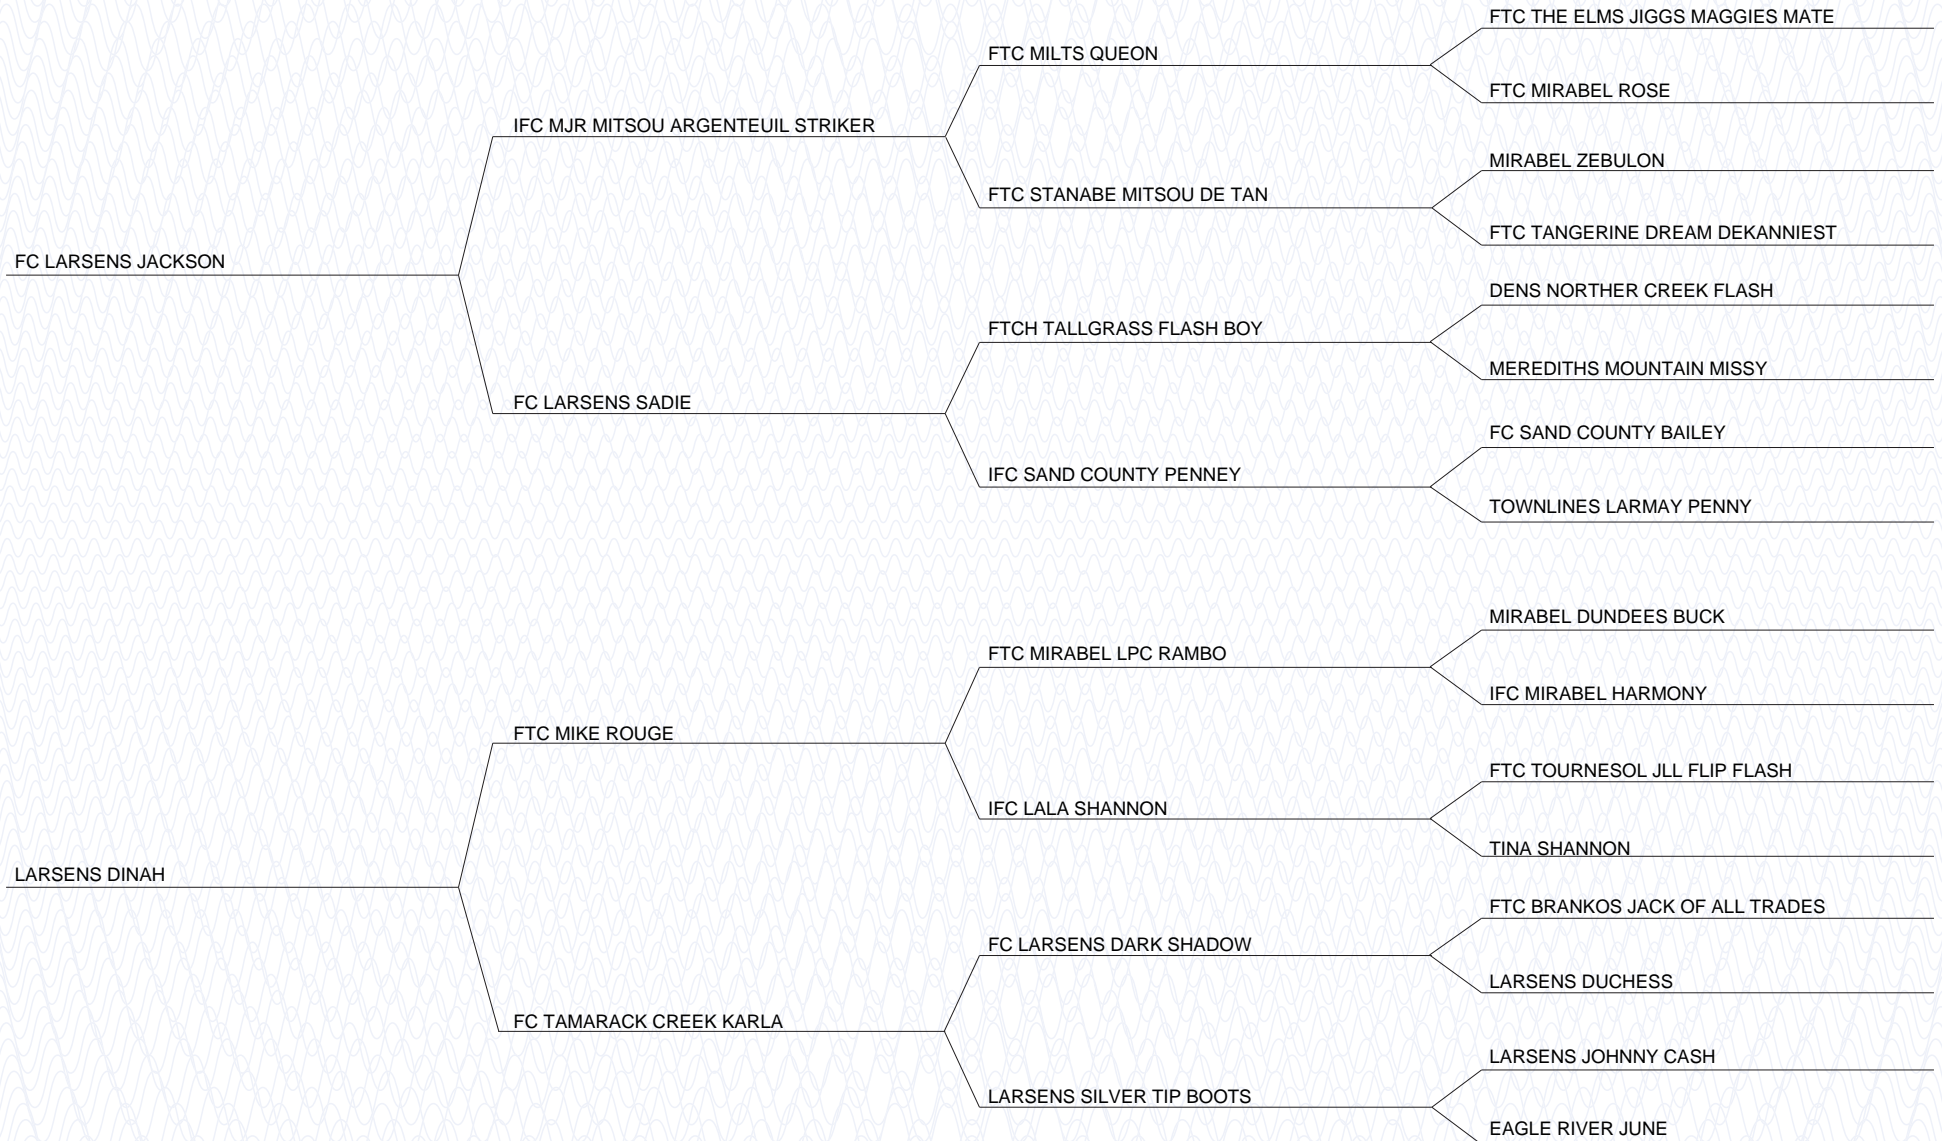 FTC THE ELMS JIGGS MAGGIES MATE
FTC MILTS QUEON
FTC MIRABEL ROSE
IFC MJR MITSOU ARGENTEUIL STRIKER
MIRABEL ZEBULON
FTC STANABE MITSOU DE TAN
FTC TANGERINE DREAM DEKANNIEST
FC LARSENS JACKSON
DENS NORTHER CREEK FLASH
FTCH TALLGRASS FLASH BOY
MEREDITHS MOUNTAIN MISSY
FC LARSENS SADIE
FC SAND COUNTY BAILEY
IFC SAND COUNTY PENNEY
TOWNLINES LARMAY PENNY
MIRABEL DUNDEES BUCK
FTC MIRABEL LPC RAMBO
IFC MIRABEL HARMONY
FTC MIKE ROUGE
FTC TOURNESOL JLL FLIP FLASH
IFC LALA SHANNON
TINA SHANNON
LARSENS DINAH
FTC BRANKOS JACK OF ALL TRADES
FC LARSENS DARK SHADOW
LARSENS DUCHESS
FC TAMARACK CREEK KARLA
LARSENS JOHNNY CASH
LARSENS SILVER TIP BOOTS
EAGLE RIVER JUNE